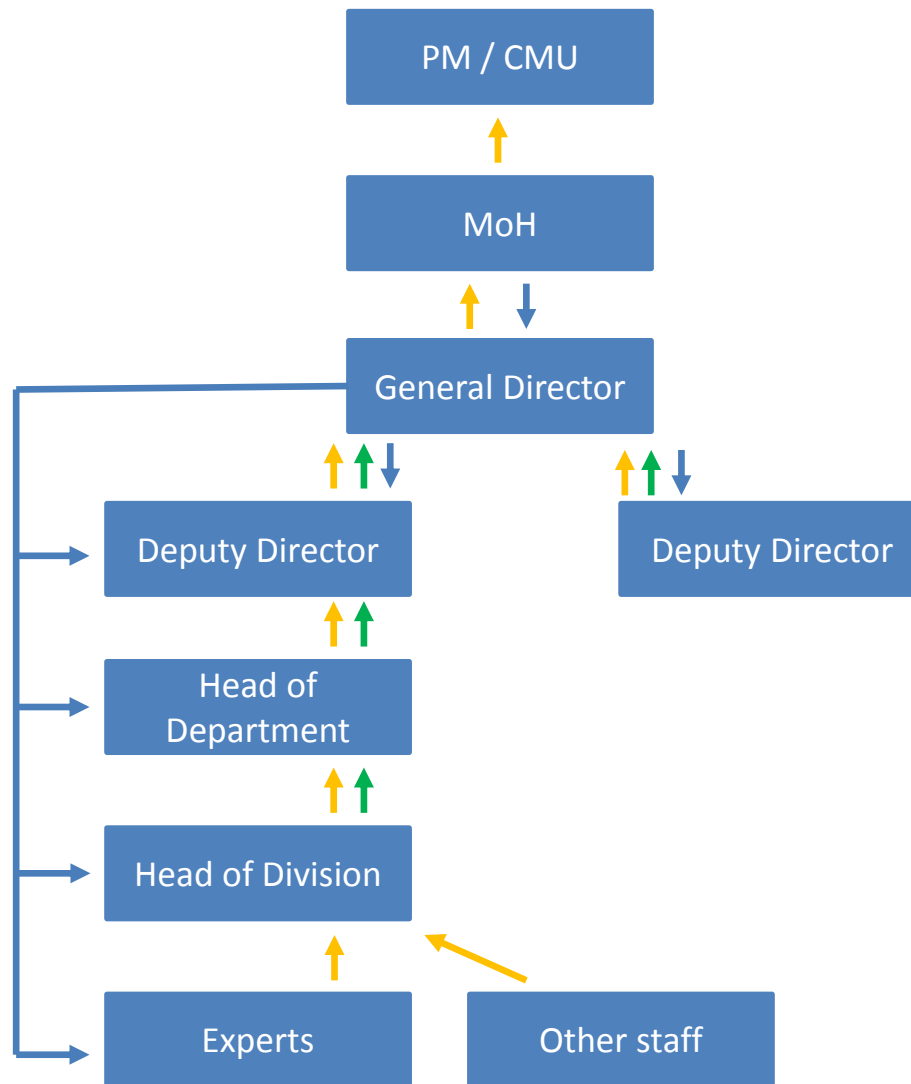 PM / CMU
MoH
General Director
Deputy Director
Deputy Director
Head of
Department
Head of Division
Experts
Other staff